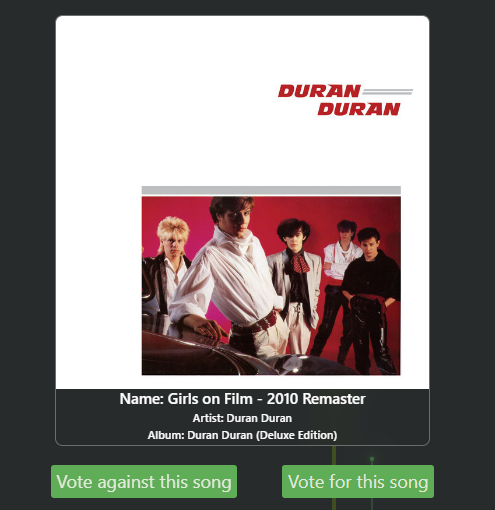 DURAN
DURAN
Name: Girls on Film - 2010 Remaster
Artist: Duran Duran
Album: Duran Duran (Deluxe Edition)
Vote against this song
Vote for this song